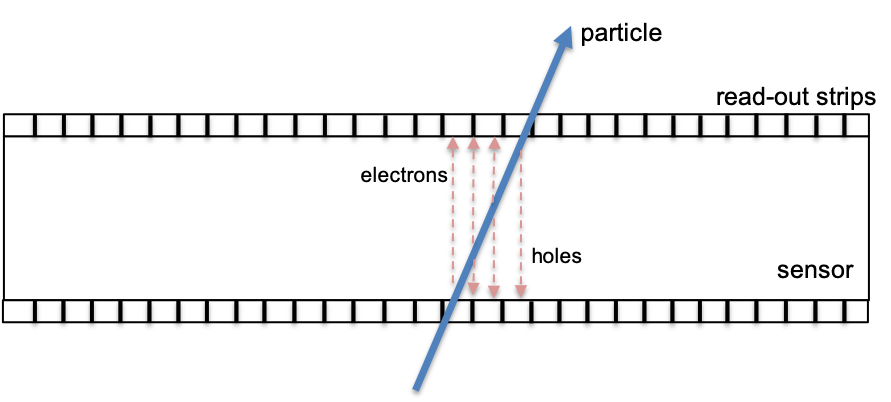 particle
read-out strips
electrons
holes
sensor